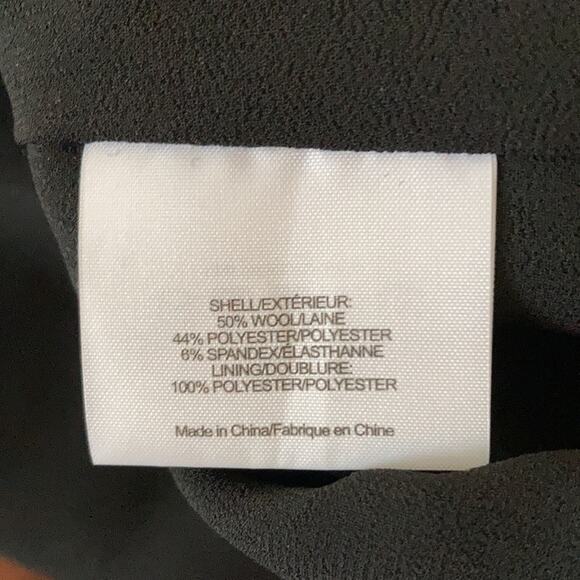 SHELL/EXTÉRIEUR:
50% WOOL/LAINE
44% POLYESTER/POLYESTER
6% SPANDEX/ÉLASTHANNE
LINING/DOUBLURE:
100% POLYESTER/POLYESTER
Made in China/Fabrique en Chine